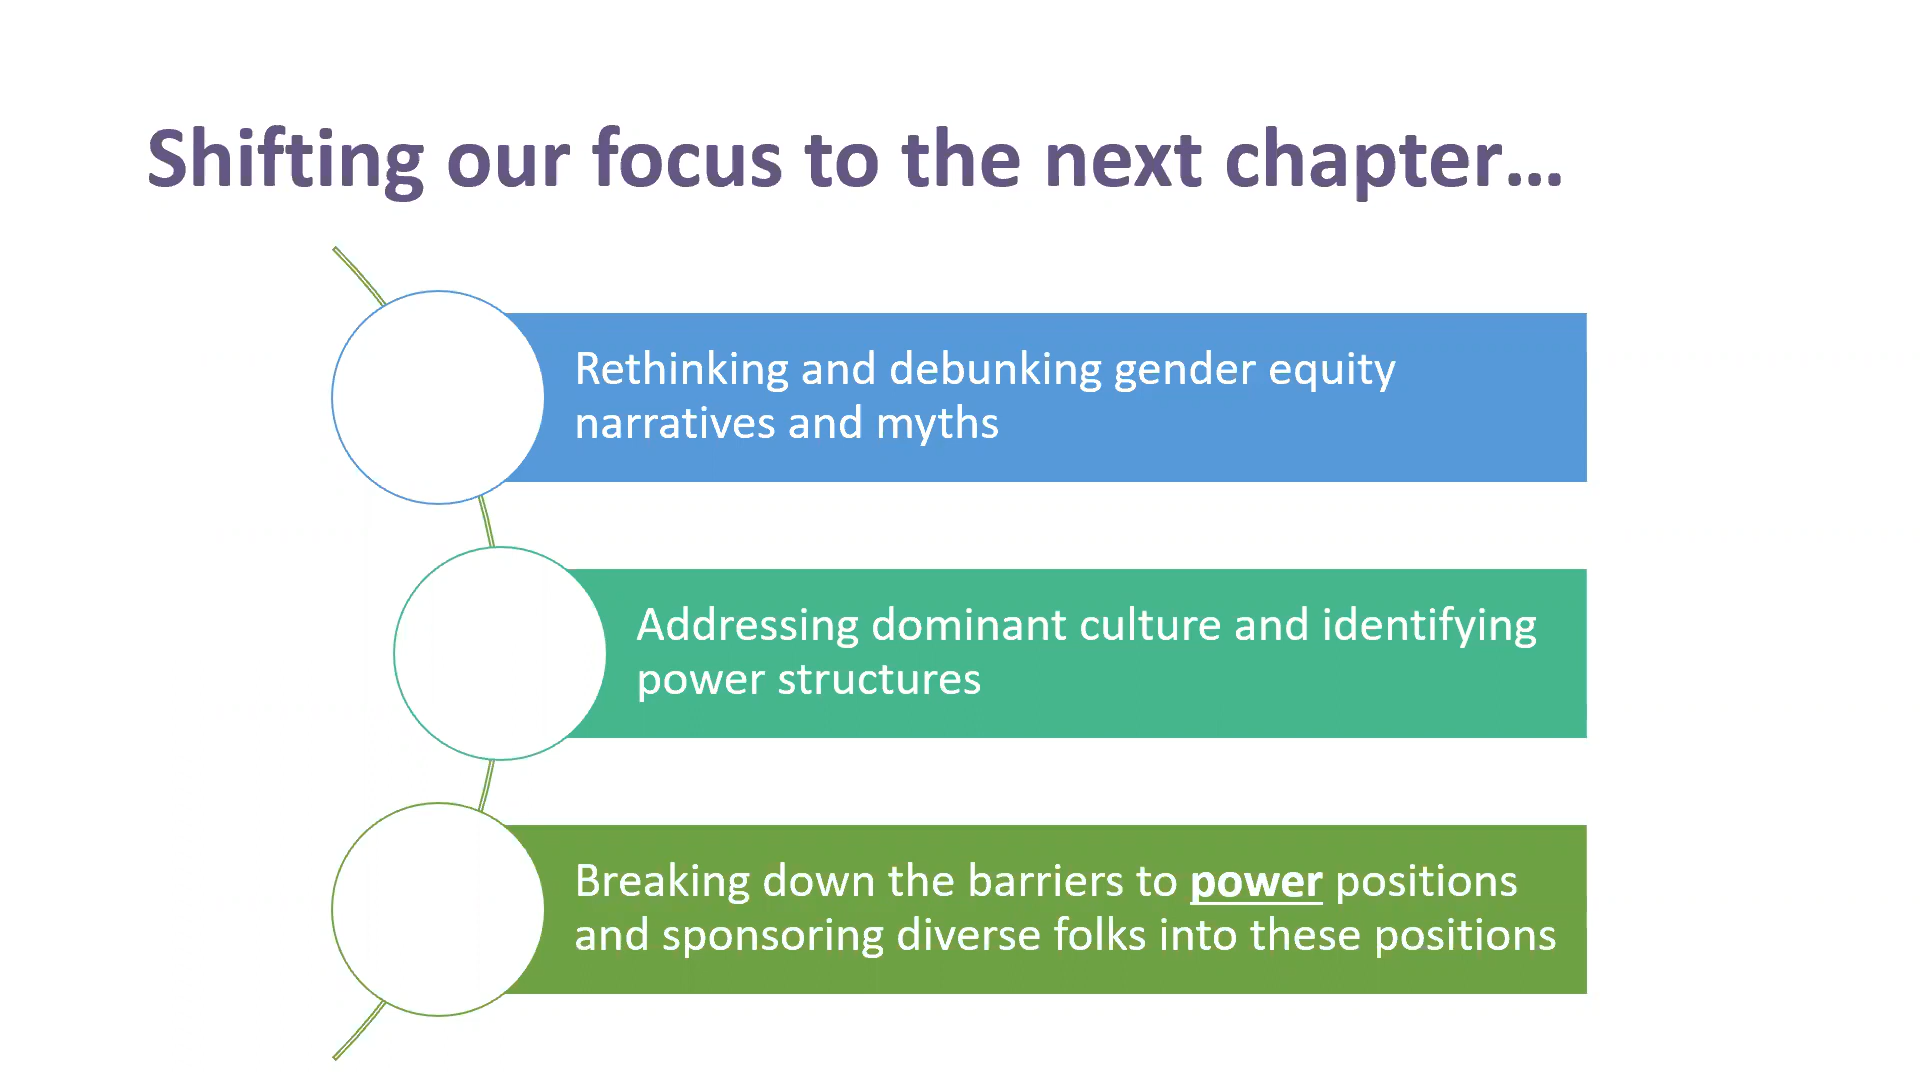 Shifting our focus to the next chapter...
Rethinking and debunking gender equity
narratives and myths
Addressing dominant culture and identifying
power structures
Breaking down the barriers to power positions
and sponsoring diverse folks into these positions